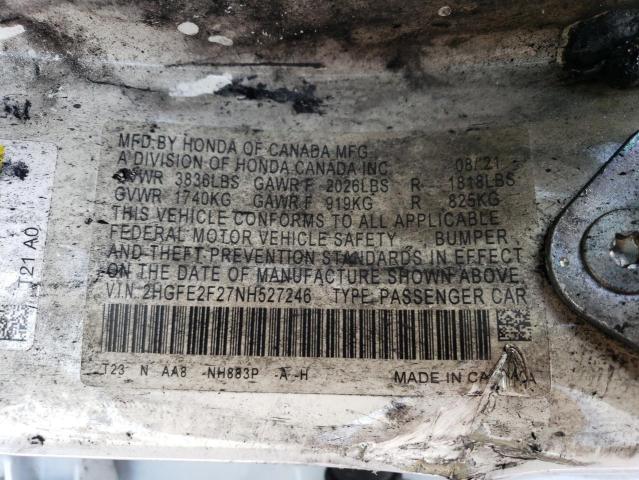 MFD.BY HONDA OF CANADA MFG.
A DIVISION OF HONDA CANADA INC. 08/21
GVWR 3836LBS GAWR F 2026LBS R 1818LBS
GVWR 1740KG GAWR F 919KG R 825KG
THIS VEHICLE CONFORMS TO ALL APPLICABLE
FEDERAL MOTOR VEHICLE SAFETY BUMPER
AND THEFT PREVENTION STANDARDS IN EFFECT
ON THE DATE OF MANUFACTURE SHOWN ABOVE.
V.I.N. 2HGFE2F27NH527246 TYPE: PASSENGER CAR
T23 N AA8 NH883P -A -H MADE IN CANADA
T21 A0